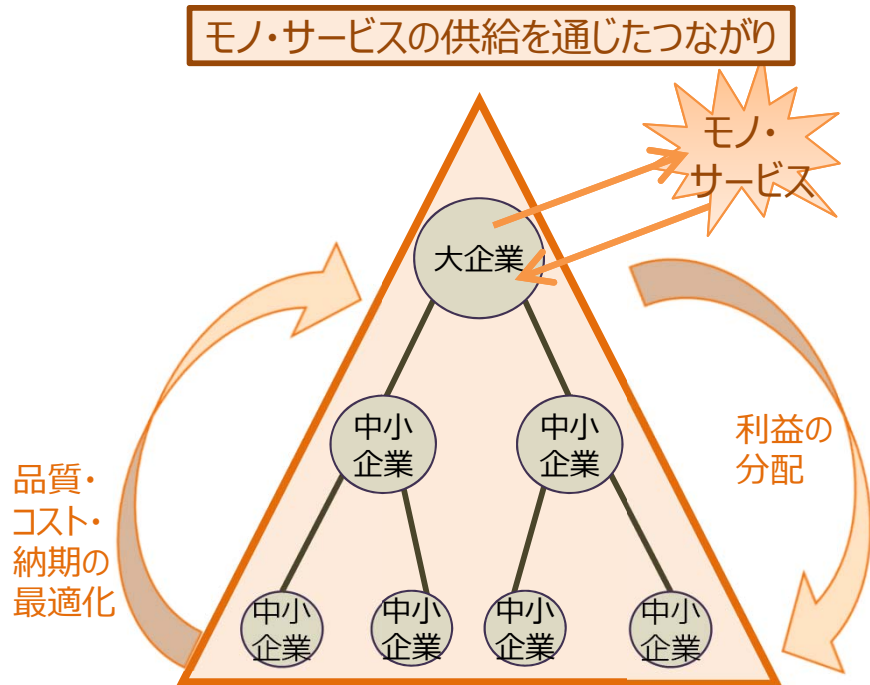 モノ・サービスの供給を通じたつながり
モノ・
サービス
大企業
中小
企業
中小
企業
利益の
分配
品質・
コスト・
納期の
最適化
中小
企業
中小
企業
中小
企業
中小
企業